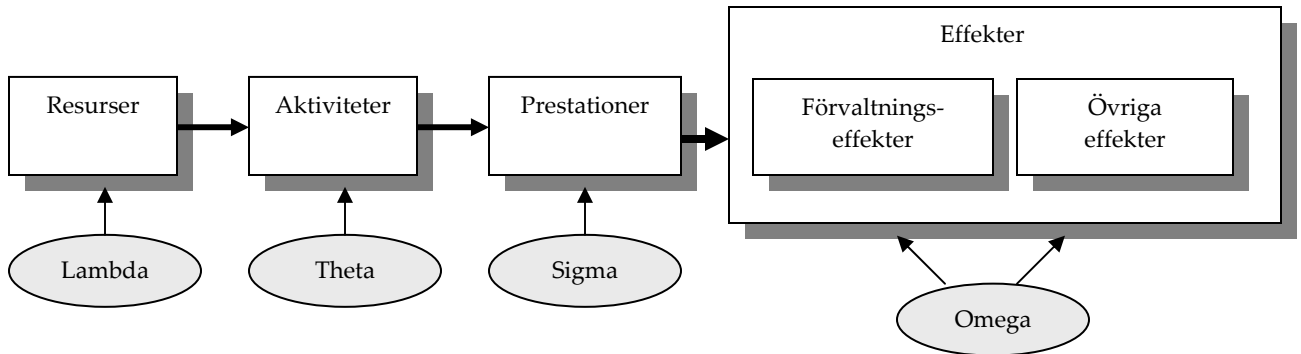 Effekter
Resurser
Aktiviteter
Prestationer
Förvaltnings-
effekter
Övriga
effekter
Lambda
Theta
Sigma
Omega